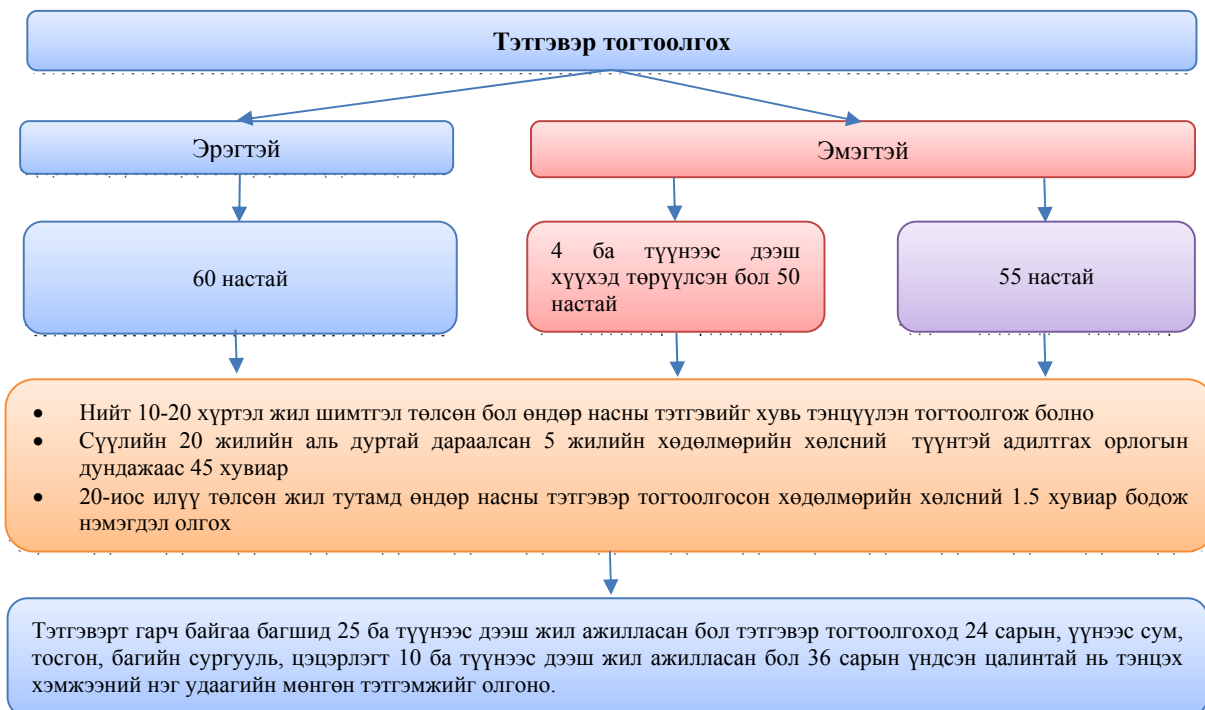 Тэтгэвэр тогтоолгох
Эрэгтэй
Эмэгтэй
60 настай
4 ба түүнээс дээш
хүүхэд төрүүлсэн бол 50
настай
55 настай
• Нийт 10-20 хүртэл жил шимтгэл төлсөн бол өндөр насны тэтгэвийг хувь тэнцүүлэн тогтоолгож болно
• Сүүлийн 20 жилийн аль дуртай дараалсан 5 жилийн хөдөлмөрийн хөлсний түүнтэй адилтгах орлогын
дундажаас 45 хувиар
• 20-иос илүү төлсөн жил тутамд өндөр насны тэтгэвэр тогтоолгосон хөдөлмөрийн хөлсний 1.5 хувиар бодож
нэмэгдэл олгох
Тэтгэвэрт гарч байгаа багшид 25 ба түүнээс дээш жил ажилласан бол тэтгэвэр тогтоолгоход 24 сарын, үүнээс сум,
тосгон, багийн сургууль, цэцэрлэгт 10 ба түүнээс дээш жил ажилласан бол 36 сарын үндсэн цалинтай нь тэнцэх
хэмжээний нэг удаагийн мөнгөн тэтгэмжийг олгоно.